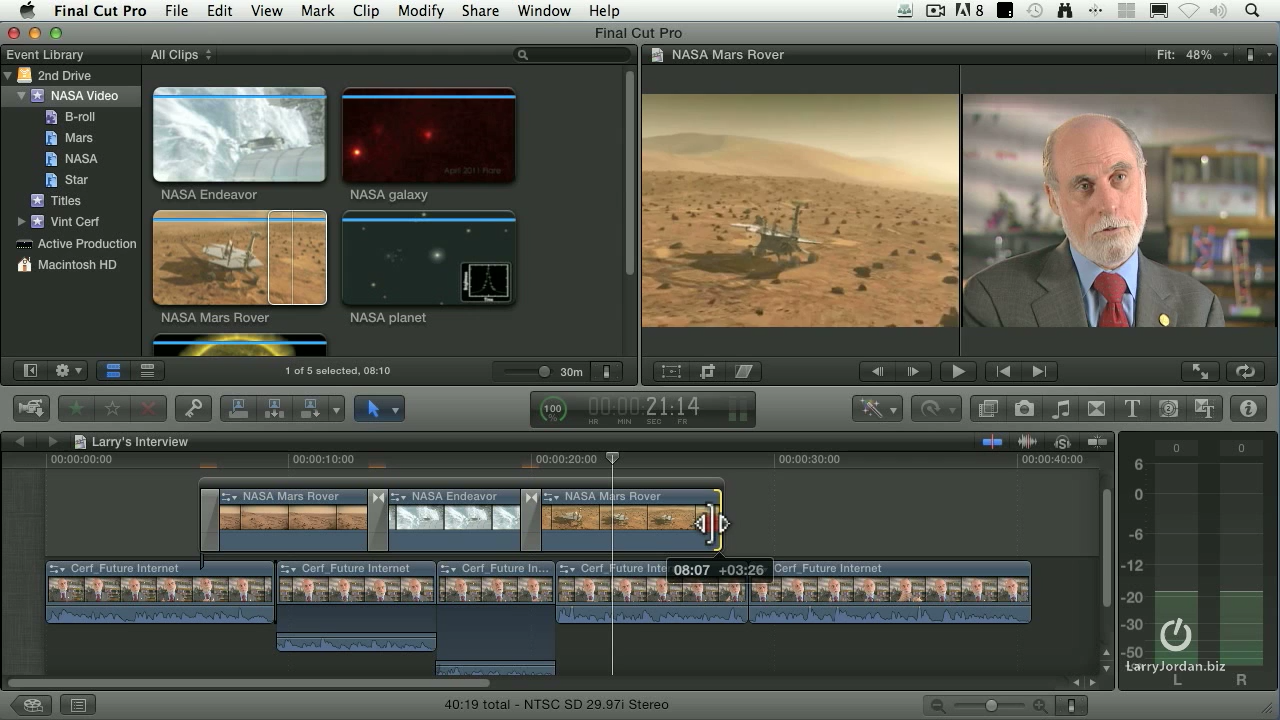 Final Cut Pro File Edit View Mark Clip Modify Share Window Help 8
Final Cut Pro
Event Library
All Clips
NASA Mars Rover
Fit: 48%
2nd Drive
NASA Video
B-roll
Mars
NASA
Star
Titles
Vint Cerf
Active Production
Macintosh HD
April 2011 Flare
NASA Endeavor
NASA galaxy
NASA Mars Rover
NASA planet
1 of 5 selected, 08:10
30m
100
%
00:00:21:14
HR MIN SEC FR
Larry's Interview
00:00:00:00
00:00:10:00
00:00:20:00
00:00:30:00
00:00:40:00
NASA Mars Rover
NASA Endeavor
NASA Mars Rover
08:07 +03:26
Cerf_Future Internet
Cerf_Future Internet
Cerf_Future In...
Cerf_Future Inte
Cerf_Future Internet
0
0
6
0
-6
-12
-20
-30
-50
LarryJordan.biz
L
R
40:19 total - NTSC SD 29.97i Stereo